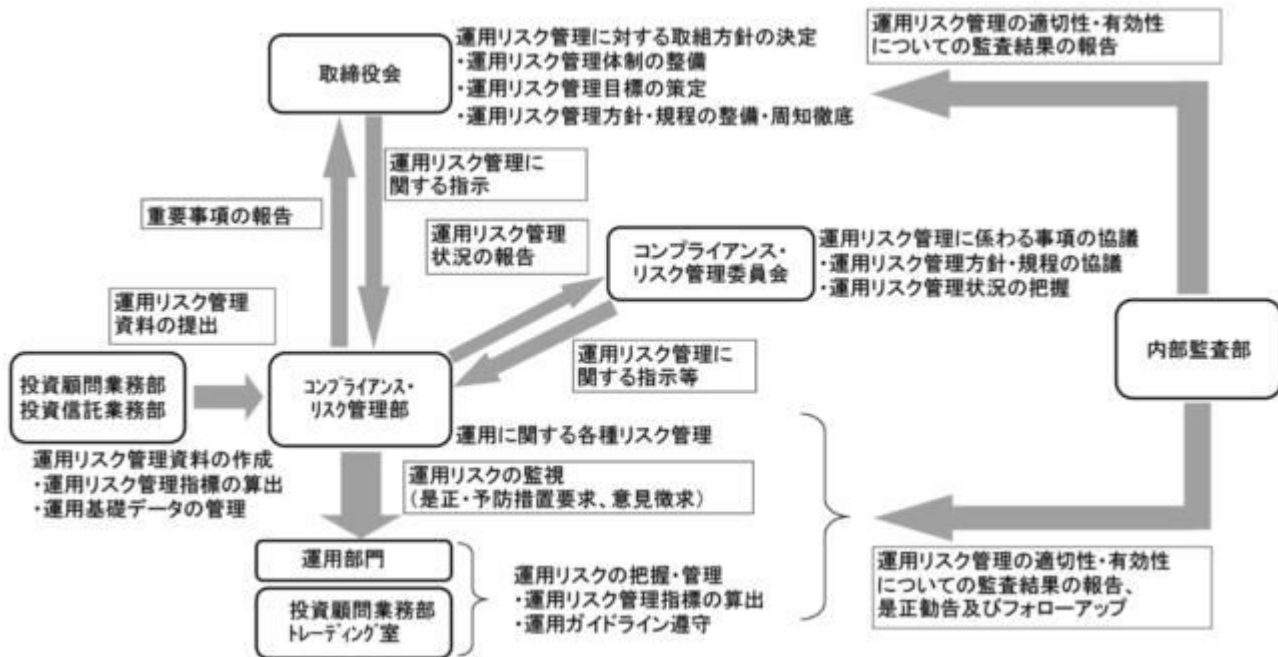 運用リスク管理に対する取組方針の決定
・運用リスク管理体制の整備
・運用リスク管理目標の策定
・運用リスク管理方針・規程の整備・周知徹底
取締役会
運用リスク管理の適切性・有効性
についての監査結果の報告
運用リスク管理に
関する指示
重要事項の報告
運用リスク管理
状況の報告
コンプライアンス・
リスク管理委員会
運用リスク管理に係わる事項の協議
・運用リスク管理方針・規程の協議
・運用リスク管理状況の把握
運用リスク管理
資料の提出
内部監査部
運用リスク管理に
関する指示等
投資顧問業務部
投資信託業務部
コンプライアンス・
リスク管理部
運用に関する各種リスク管理
運用リスク管理資料の作成
・運用リスク管理指標の算出
・運用基礎データの管理
運用リスクの監視
(是正・予防措置要求、意見徴求)
運用部門
投資顧問業務部
トレーディング室
運用リスクの把握・管理
・運用リスク管理指標の算出
・運用ガイドライン遵守
運用リスク管理の適切性・有効性
についての監査結果の報告、
是正勧告及びフォローアップ